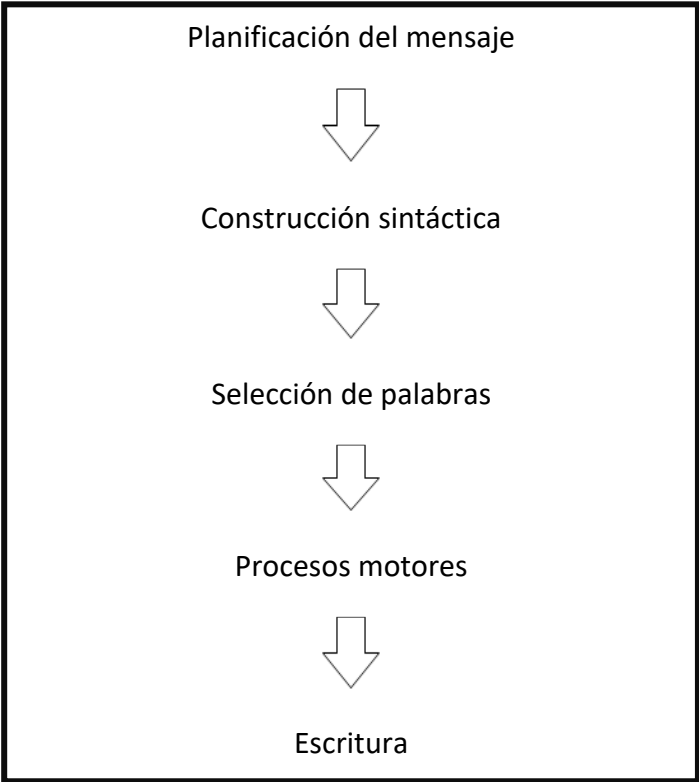 Planificación del mensaje
Construcción sintáctica
Selección de palabras
Procesos motores
Escritura